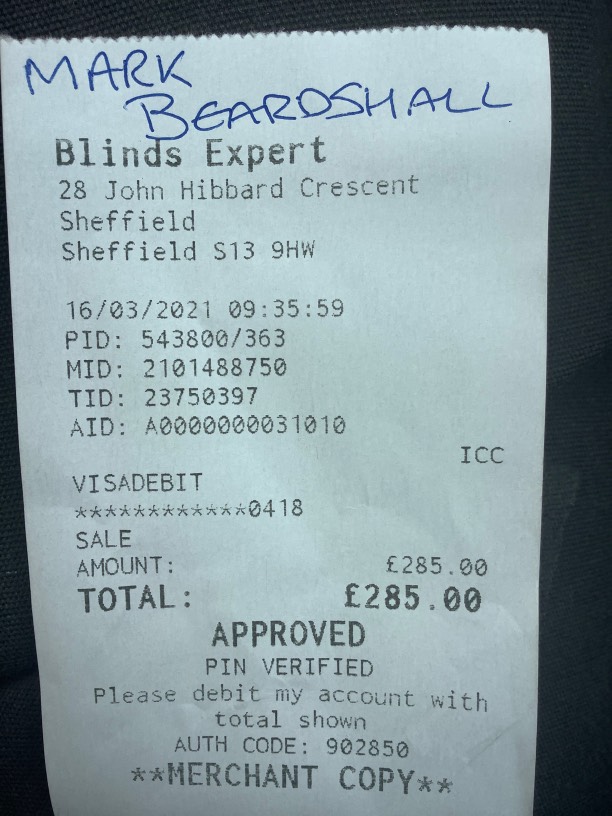 MARK
BEARDSHALL
Blinds Expert
28 John Hibbard Crescent
Sheffield
Sheffield S13 9HW
16/03/2021 09:35:59
PID: 543800/363
MID: 2101488750
TID: 23750397
AID: A0000000031010
ICC
VISADEBIT
************0418
SALE
AMOUNT: £285.00
TOTAL: £285.00
APPROVED
PIN VERIFIED
Please debit my account with
total shown
AUTH CODE: 902850
**MERCHANT COPY**